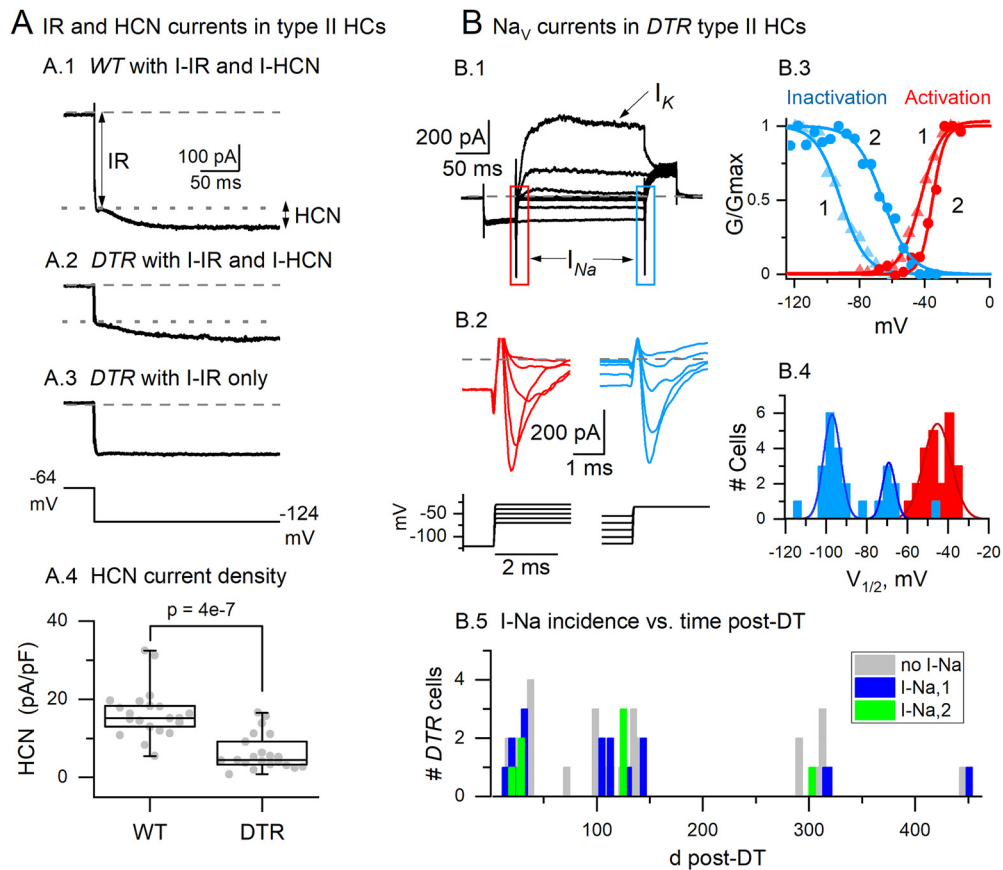 A IR and HCN currents in type II HCs
A.1 WT with I-IR and I-HCN
IR
100 pA
50 ms
HCN
A.2 DTR with I-IR and I-HCN
A.3 DTR with I-IR only
-64
mV
-124
mV
A.4 HCN current density
p = 4e-7
HCN (pA/pF)
40
20
0
WT
DTR
B NaV currents in DTR type II HCs
B.1
IK
200 pA
50 ms
INa
B.2
200 pA
1 ms
mV
-50
-100
2 ms
B.3
Inactivation
Activation
G/Gmax
1
0.5
0
2
1
1
2
-120
-80
-40
0
mV
B.4
# Cells
6
4
2
0
-120
-100
-80
-60
-40
-20
V1/2, mV
B.5 I-Na incidence vs. time post-DT
no I-Na
I-Na,1
I-Na,2
# DTR cells
4
2
0
100
200
300
400
d post-DT